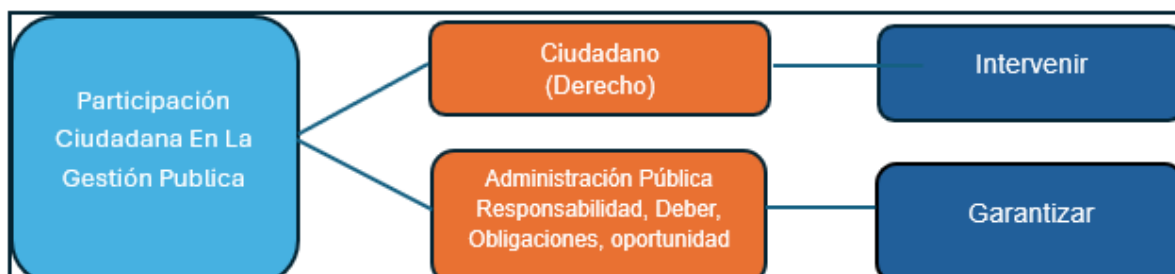 Participación
Ciudadana En La
Gestión Publica
Ciudadano
(Derecho)
Intervenir
Administración Pública
Responsabilidad, Deber,
Obligaciones, oportunidad
Garantizar